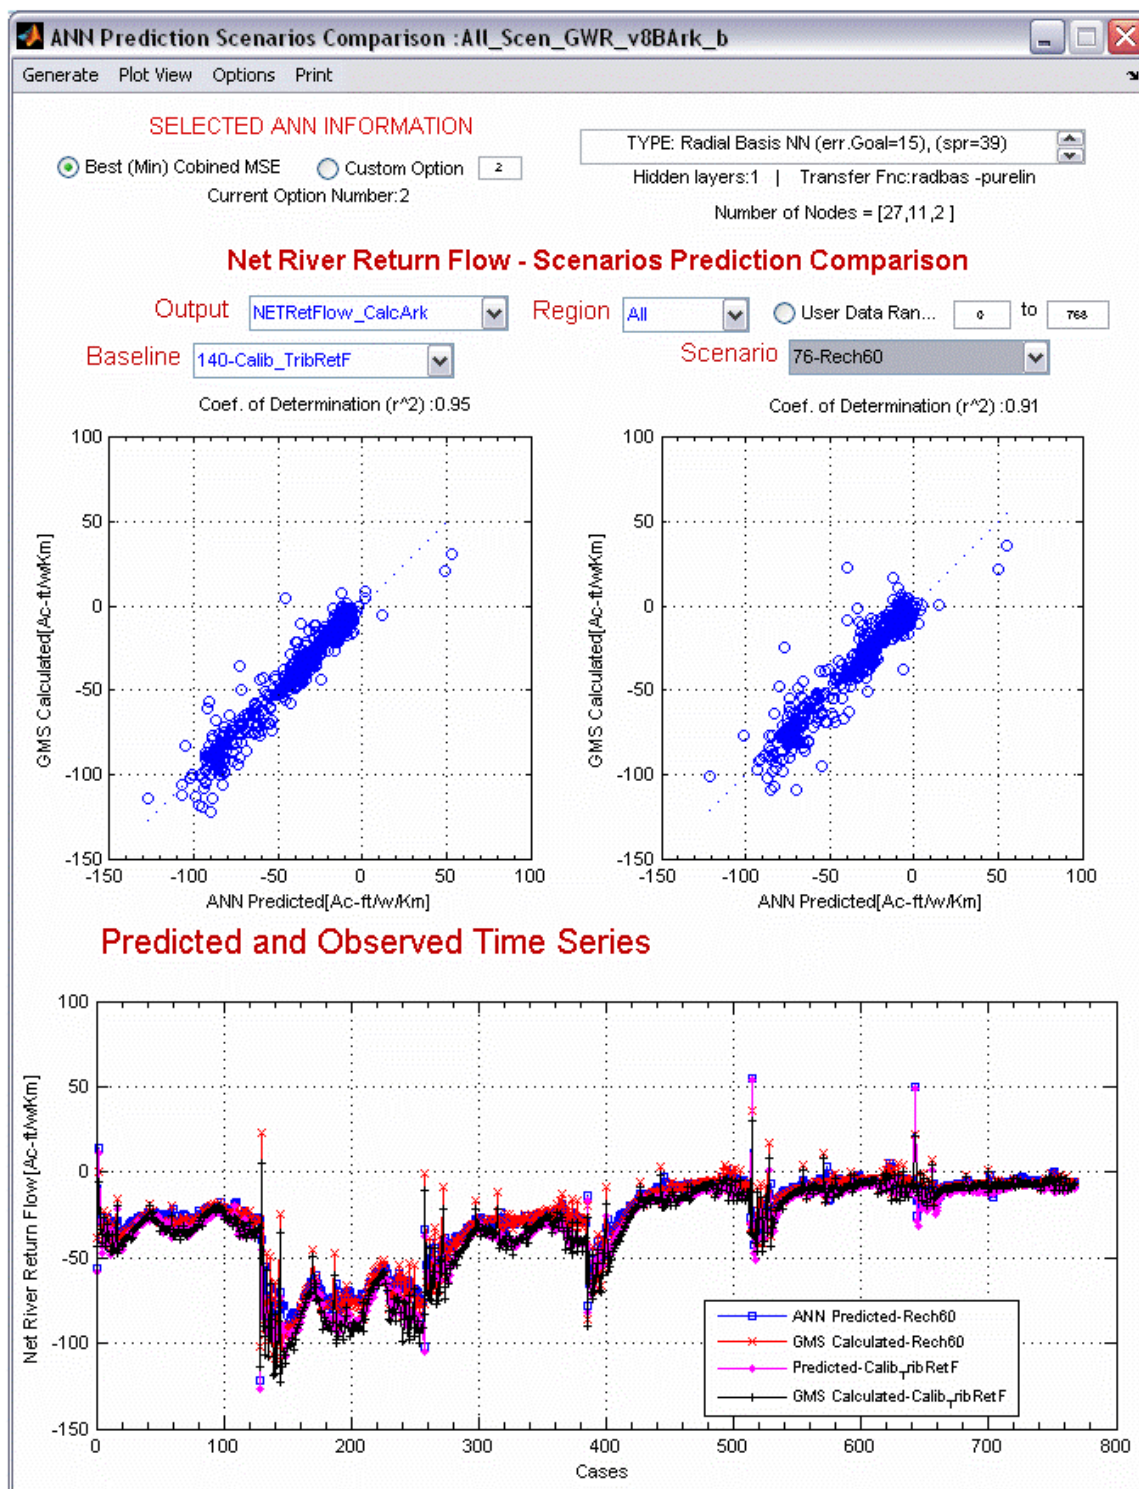 ANN Prediction Scenarios Comparison :All_Scen_GWR_v8BArk_b
Generate Plot View Options Print
SELECTED ANN INFORMATION
Best (Min) Cobined MSE Custom Option 2
Current Option Number:2
TYPE: Radial Basis NN (err.Goal=15), (spr=39)
Hidden layers:1 | Transfer Fnc:radbas -purelin
Number of Nodes = [27,11,2 ]
Net River Return Flow - Scenarios Prediction Comparison
Output NETRetFlow_CalcArk Region All User Data Ran... 0 to 768
Baseline 140-Calib_TribRetF Scenario 76-Rech60
Coef. of Determination (r^2) :0.95
Coef. of Determination (r^2) :0.91
100
50
0
-50
-100
-150
GMS Calculated[Ac-ft/wKm]
-150 -100 -50 0 50 100
ANN Predicted[Ac-ft/w/Km]
100
50
0
-50
-100
-150
GMS Calculated[Ac-ft/wKm]
-150 -100 -50 0 50 100
ANN Predicted[Ac-ft/w/Km]
Predicted and Observed Time Series
100
50
0
-50
-100
-150
Net River Return Flow[Ac-ft/w/Km]
ANN Predicted-Rech60
GMS Calculated-Rech60
Predicted-Calib_TribRetF
GMS Calculated-Calib_TribRetF
0 100 200 300 400 500 600 700 800
Cases